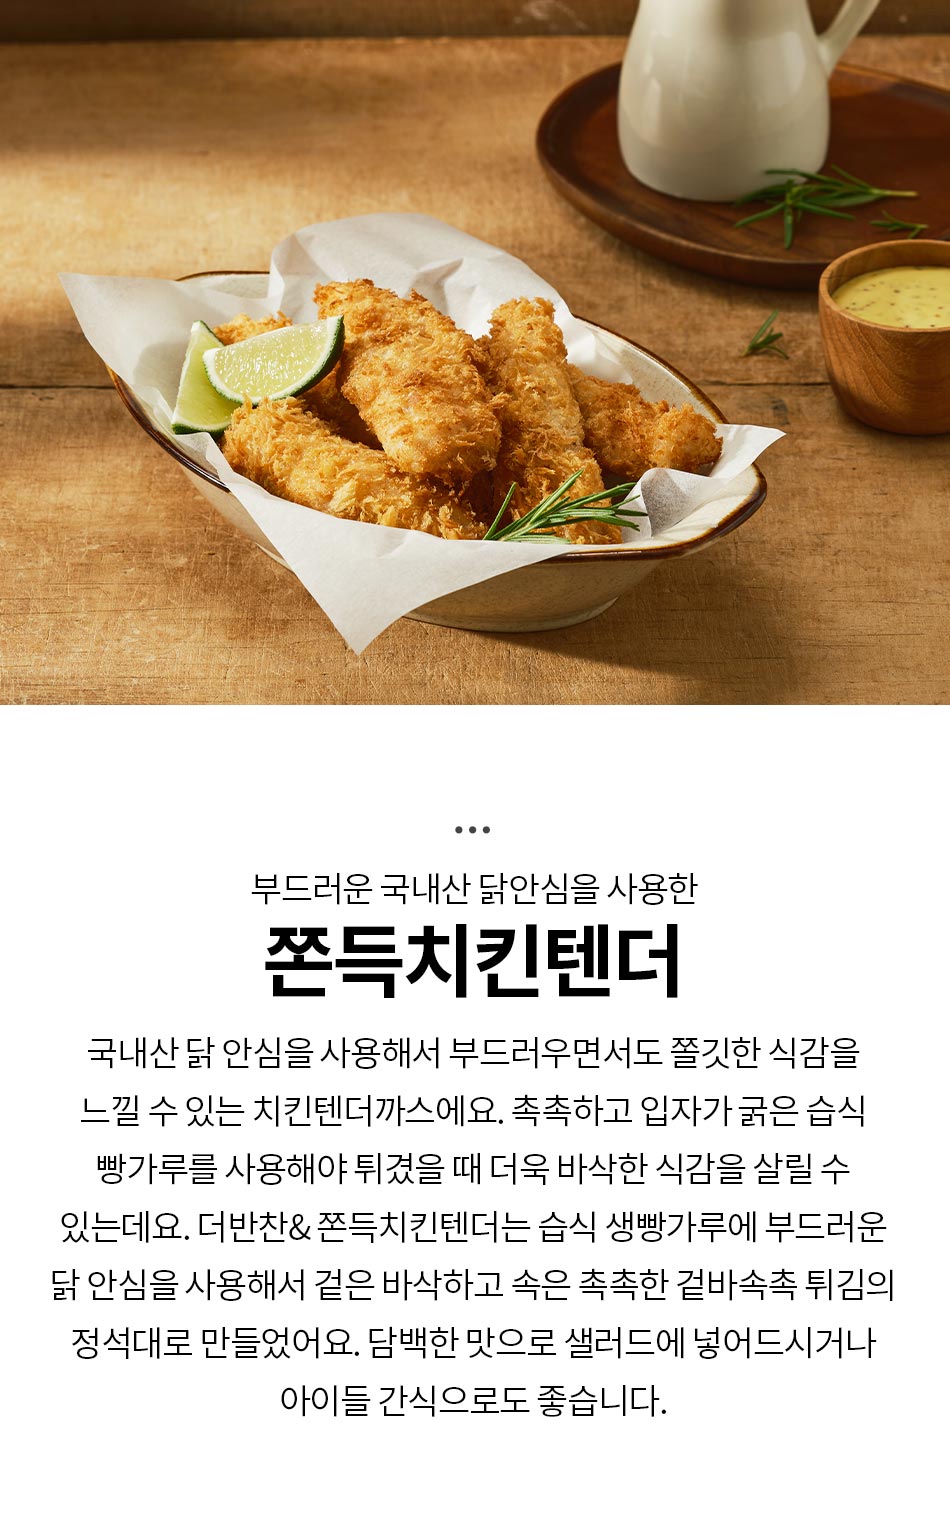 부드러운 국내산 닭안심을 사용한
쫀득치킨텐더
국내산 닭 안심을 사용해서 부드러우면서도 쫄깃한 식감을
느낄 수 있는 치킨텐더까스에요. 촉촉하고 입자가 굵은 습식
빵가루를 사용해야 튀겼을 때 더욱 바삭한 식감을 살릴 수
있는데요. 더반찬& 쫀득치킨텐더는 습식 생빵가루에 부드러운
닭 안심을 사용해서 겉은 바삭하고 속은 촉촉한 겉바속촉 튀김의
정석대로 만들었어요. 담백한 맛으로 샐러드에 넣어드시거나
아이들 간식으로도 좋습니다.